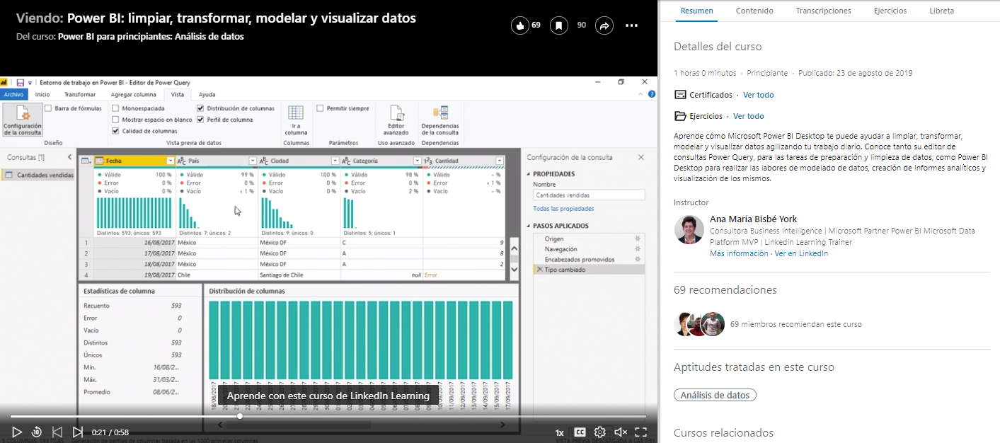 Viendo: Power BI: limpiar, transformar, modelar y visualizar datos
Del curso: Power BI para principiantes: Análisis de datos
69
90
Entorno de trabajo en Power BI - Editor de Power Query
Archivo Inicio Transformar Agregar columna Vista Ayuda
Configuración de la consulta
Barra de fórmulas
Diseño
Monoespaciada
Mostrar espacio en blanco
Calidad de columnas
Distribución de columnas
Perfil de columna
Vista previa de datos
Ir a columna
Columnas
Permitir siempre
Parámetros
Editor avanzado
Uso avanzado
Dependencias de la consulta
Dependencias
Consultas [1]
Cantidades vendidas
Fecha País Ciudad Categoría Cantidad
Válido 100 % Válido 99 % Válido 100 % Válido 98 % Válido - %
Error 0 % Error 0 % Error 0 % Error 0 % Error < 1 %
Vacío 0 % Vacío < 1 % Vacío 0 % Vacío 2 % Vacío - %
Distintos: 593; únicos: 593 Distintos: 7; únicos: 2 Distintos: 9; únicos: 0 Distintos: 5; únicos: 1
1 16/08/2017 México México DF C 9
2 17/08/2017 México México DF A 8
3 18/08/2017 México México DF A 2
4 19/08/2017 Chile Santiago de Chile null Error
Estadísticas de columna
Recuento 593
Error 0
Vacío 0
Distintos 593
Únicos 593
Mín. 16/08/2...
Máx. 31/03/2...
Promedio 08/06/2...
Distribución de columnas
18/08/2017
10/09/2017
11/09/2017
12/09/2017
13/09/2017
14/09/2017
15/09/2017
17/09/2017
Configuración de la consulta
PROPIEDADES
Nombre
Cantidades vendidas
Todas las propiedades
PASOS APLICADOS
Origen
Navegación
Encabezados promovidos
Tipo cambiado
Aprende con este curso de LinkedIn Learning
10
0:21 / 0:58
1x
CC
Resumen Contenido Transcripciones Ejercicios Libreta
Detalles del curso
1 horas 0 minutos · Principiante · Publicado: 23 de agosto de 2019
Certificados · Ver todo
Ejercicios · Ver todo
Aprende cómo Microsoft Power BI Desktop te puede ayudar a limpiar, transformar,
modelar y visualizar datos agilizando tu trabajo diario. Conoce tanto su editor de
consultas Power Query, para las tareas de preparación y limpieza de datos, como Power BI
Desktop para realizar las labores de modelado de datos, creación de informes analíticos y
visualización de los mismos.
Instructor
Ana María Bisbé York
Consultora Business Intelligence | Microsoft Partner Power BI Microsoft Data
Platform MVP | Linkedin Learning Trainer
Más información · Ver en LinkedIn
69 recomendaciones
69 miembros recomiendan este curso
Aptitudes tratadas en este curso
Análisis de datos
Cursos relacionados